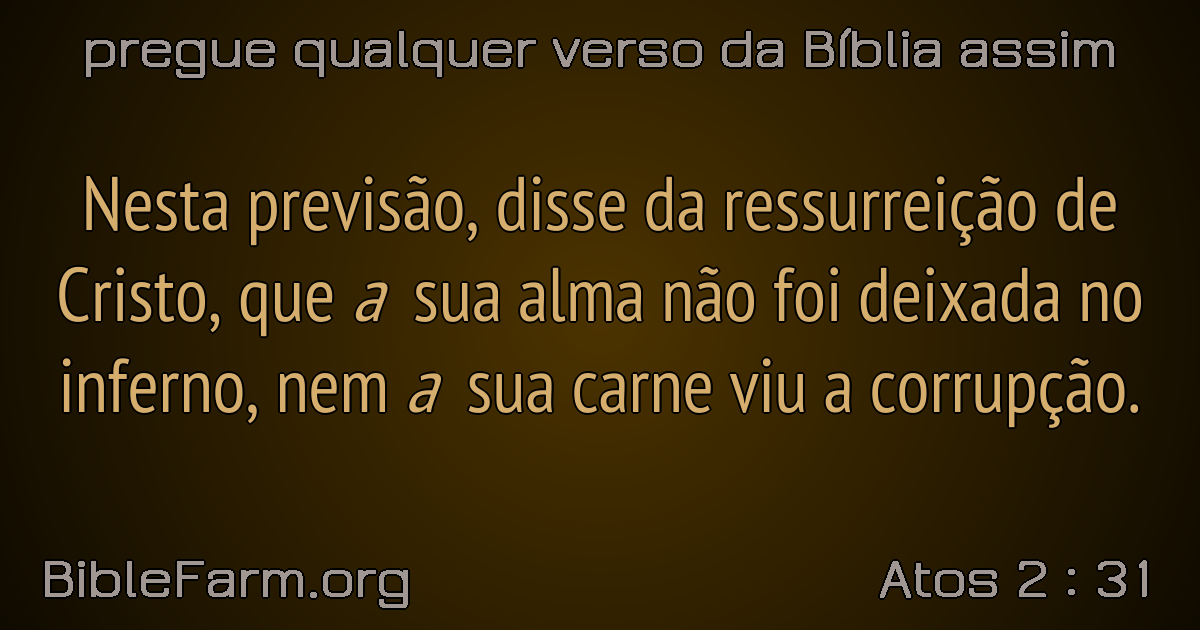 pregue qualquer verso da Bíblia assim
Nesta previsão, disse da ressurreição de
Cristo, que a sua alma não foi deixada no
inferno, nem a sua carne viu a corrupção.
BibleFarm.org
Atos 2 : 31